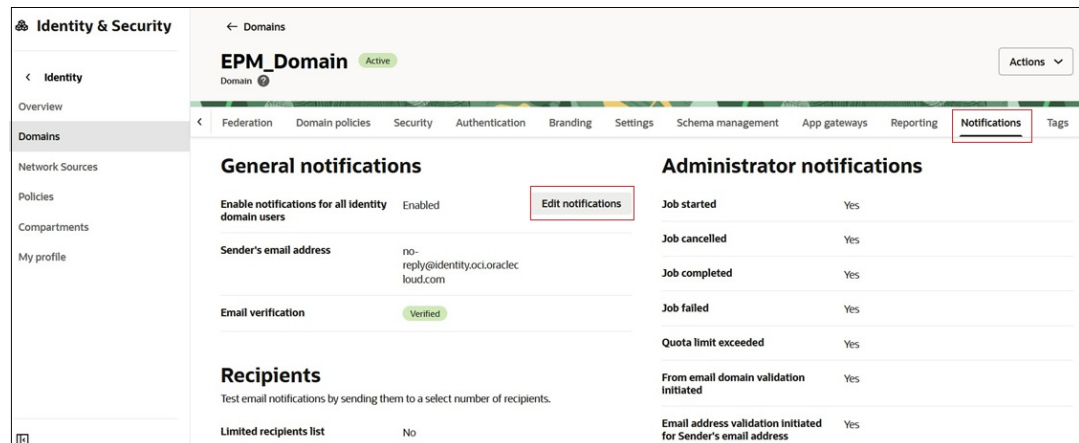 Identity & Security
← Domains
EPM_Domain Active
Domain ?
Actions
Identity
Overview
Domains
Network Sources
Policies
Compartments
My profile
Federation Domain policies Security Authentication Branding Settings Schema management App gateways Reporting Notifications Tags
General notifications
Enable notifications for all identity
domain users
Enabled
Edit notifications
Sender's email address
no-
reply@identity.oci.oraclec
loud.com
Email verification
Verified
Recipients
Test email notifications by sending them to a select number of recipients.
Limited recipients list
No
Administrator notifications
Job started Yes
Job cancelled Yes
Job completed Yes
Job failed Yes
Quota limit exceeded Yes
From email domain validation
initiated
Yes
Email address validation initiated
for Sender's email address
Yes